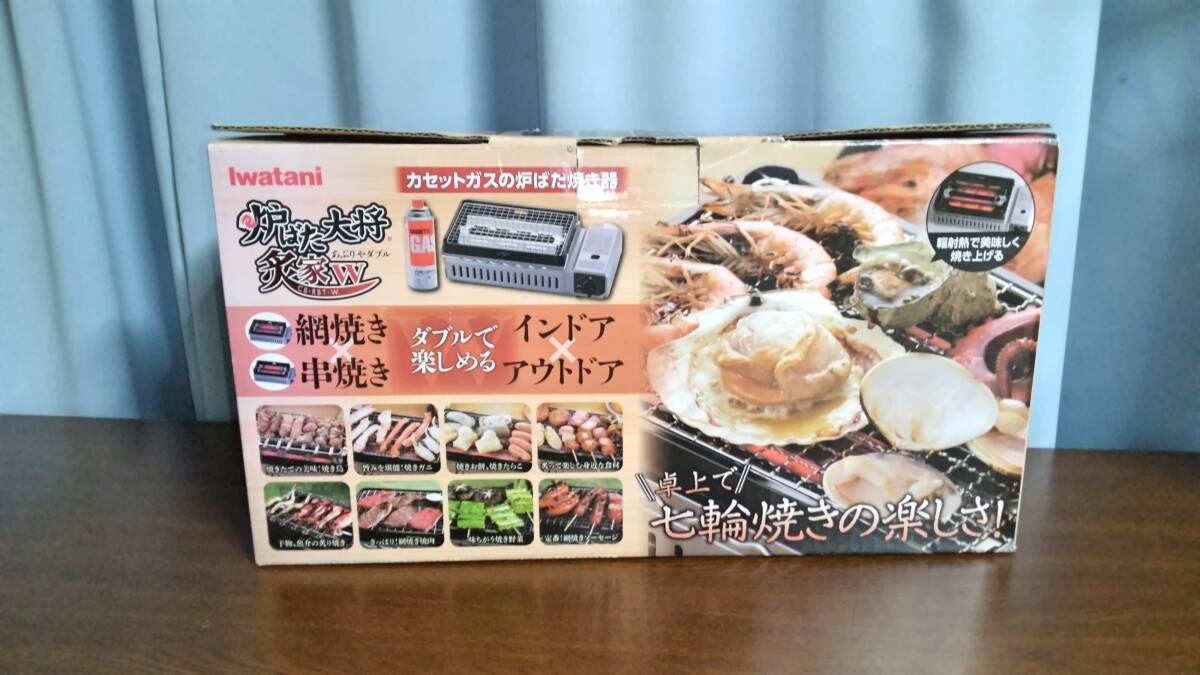 Iwatani
カセットガスの炉ばた焼き器
炉ばた大将
あぶりやダブル
炙家W
CB-RBT-W
GAS
網焼き
×
串焼き
ダブルで
楽しめる
インドア
×
アウトドア
輻射熱で美味しく
焼き上げる
焼きたての美味!焼き鳥
旨みを堪能!焼きガニ
焼きお餅、焼きたらこ
炙って楽しむ身近な食材
干物、魚介の炙り焼き
さっぱり!網焼き焼肉
味ちがう焼き野菜
定番!網焼きソーセージ
卓上で
七輪焼きの楽しさ!